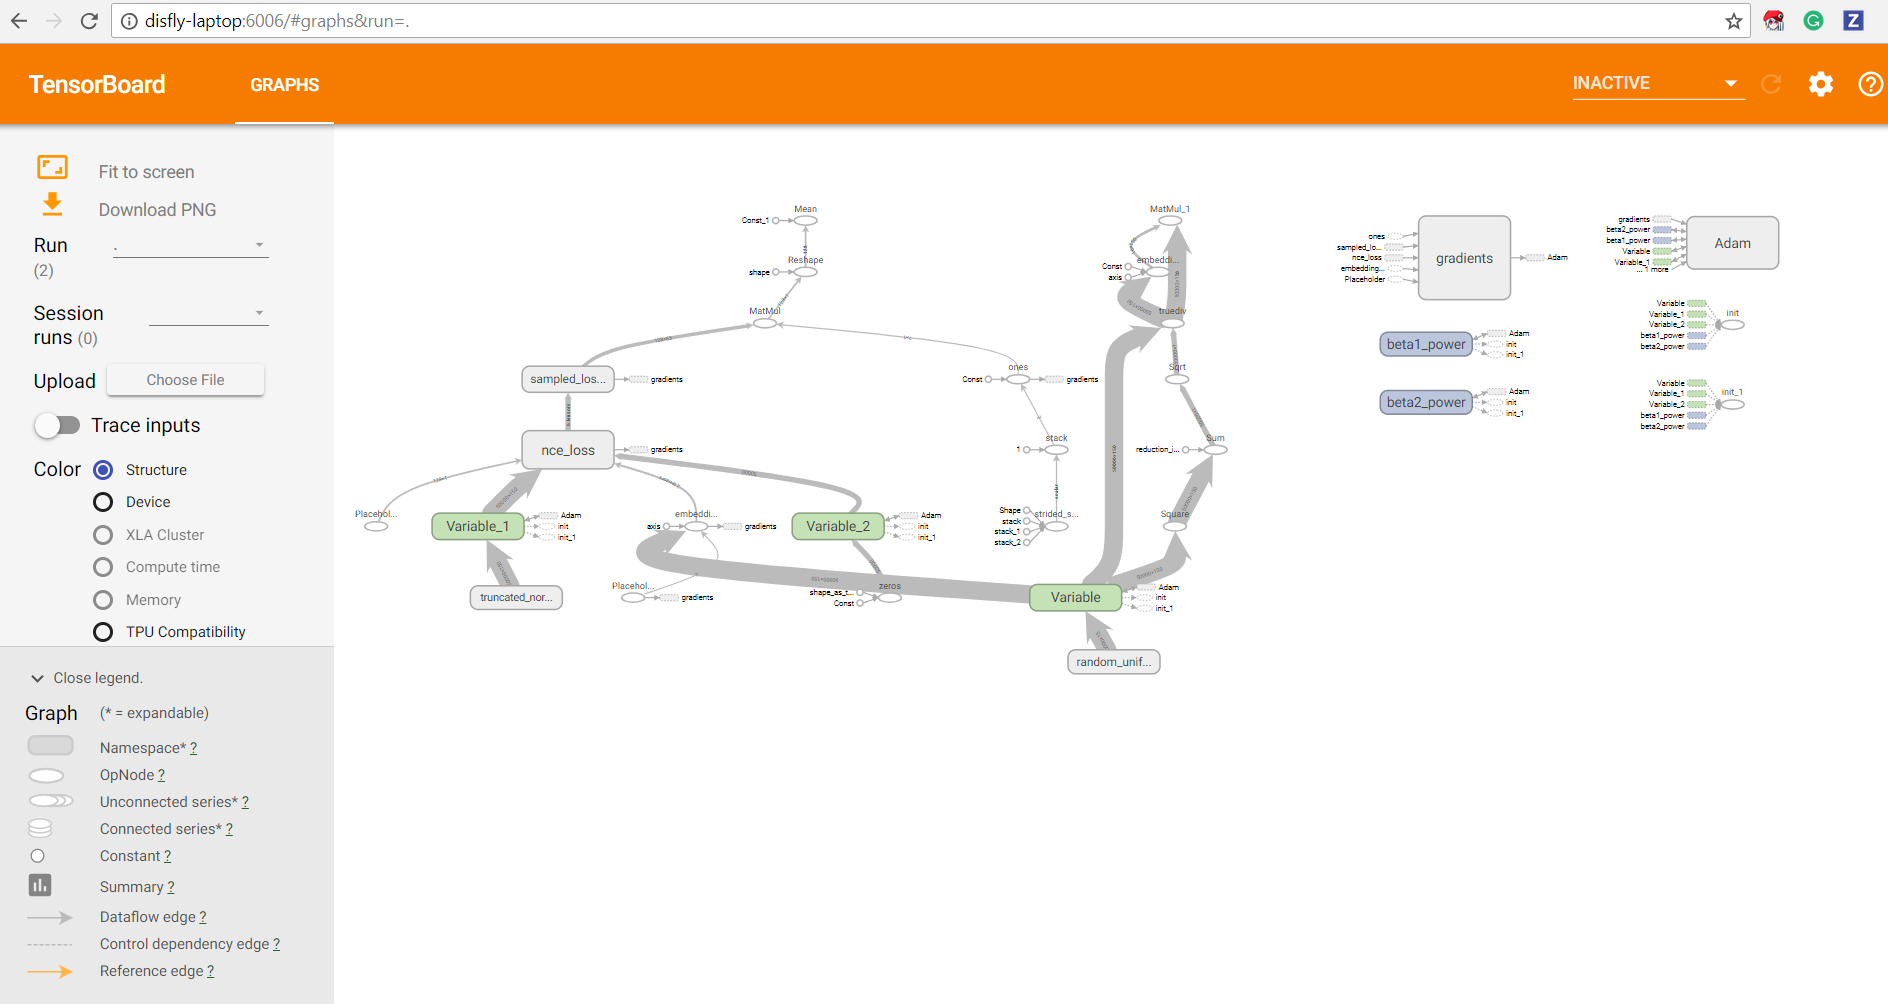 disfly-laptop:6006/#graphs&run=.
TensorBoard
GRAPHS
INACTIVE
Fit to screen
Download PNG
Run
(2)
.
Session
runs (0)
Upload
Choose File
Trace inputs
Color
Structure
Device
XLA Cluster
Compute time
Memory
TPU Compatibility
Close legend.
Graph
(* = expandable)
Namespace* ?
OpNode ?
Unconnected series* ?
Connected series* ?
Constant ?
Summary ?
Dataflow edge ?
Control dependency edge ?
Reference edge ?
Mean
Const_1
Reshape
shape
MatMul
sampled_los...
gradients
nce_loss
gradients
Placehol...
Variable_1
Adam
init
init_1
truncated_nor...
embeddi...
axis
gradients
Variable_2
Adam
init
init_1
Placehol...
gradients
zeros
shape_as_t...
Const
ones
Const
gradients
stack
1
strided_s...
Shape
stack
stack_1
stack_2
MatMul_1
embeddi...
Const
axis
truediv
50000×150
Sqrt
Sum
reduction_i...
Square
Variable
Adam
init
init_1
random_unif...
gradients
ones
sampled_lo...
nce_loss
embedding...
Placeholder
Adam
beta1_power
Adam
init
init_1
beta2_power
Adam
init
init_1
Adam
gradients
beta2_power
beta1_power
Variable
Variable_1
... 1 more
init
Variable
Variable_1
Variable_2
beta1_power
beta2_power
init_1
Variable
Variable_1
Variable_2
beta1_power
beta2_power